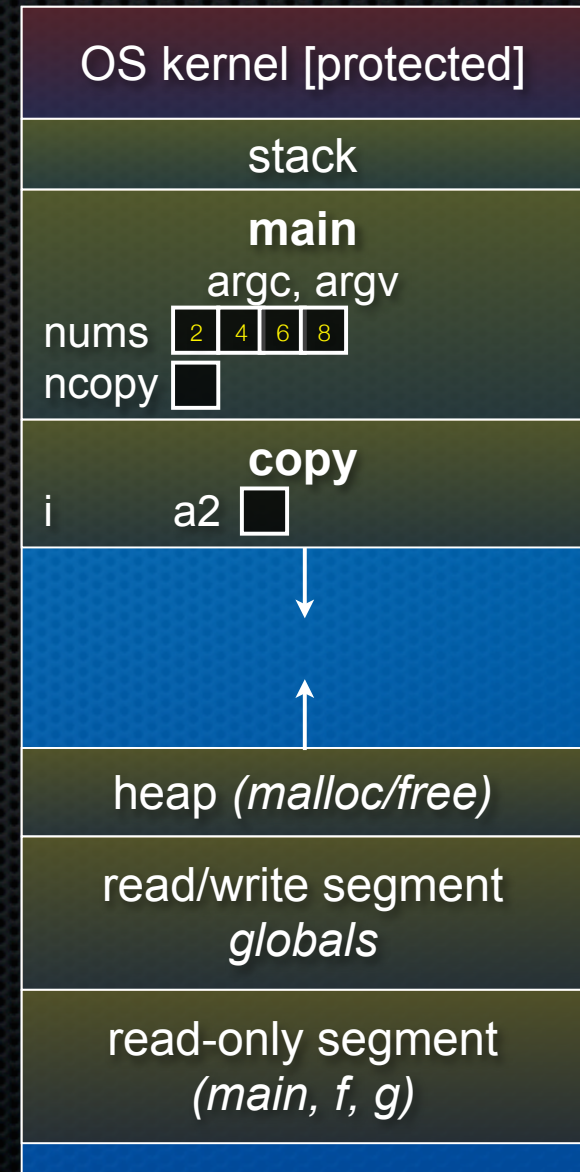 OS kernel [protected]
stack
main
argc, argv
nums 2 4 6 8
ncopy
copy
i a2
heap (malloc/free)
read/write segment
globals
read-only segment
(main, f, g)